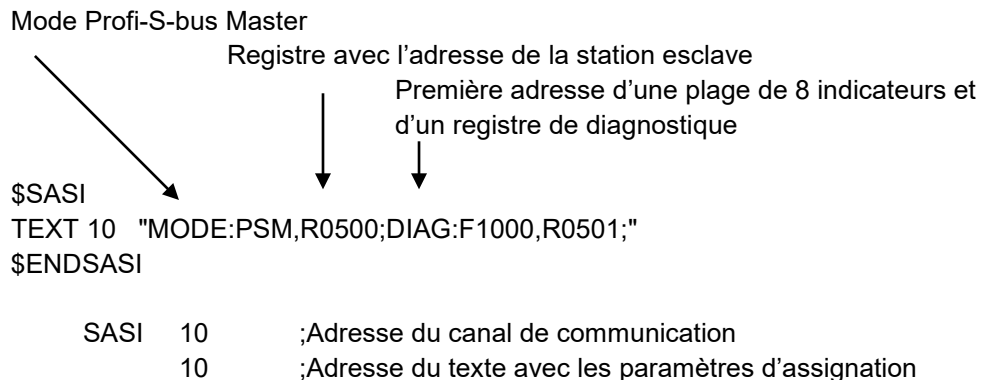 Mode Profi-S-bus Master
Registre avec l’adresse de la station esclave
Première adresse d’une plage de 8 indicateurs et
d’un registre de diagnostique
$SASI
TEXT 10 "MODE:PSM,R0500;DIAG:F1000,R0501;"
$ENDSASI
SASI 10 ;Adresse du canal de communication
10 ;Adresse du texte avec les paramètres d'assignation